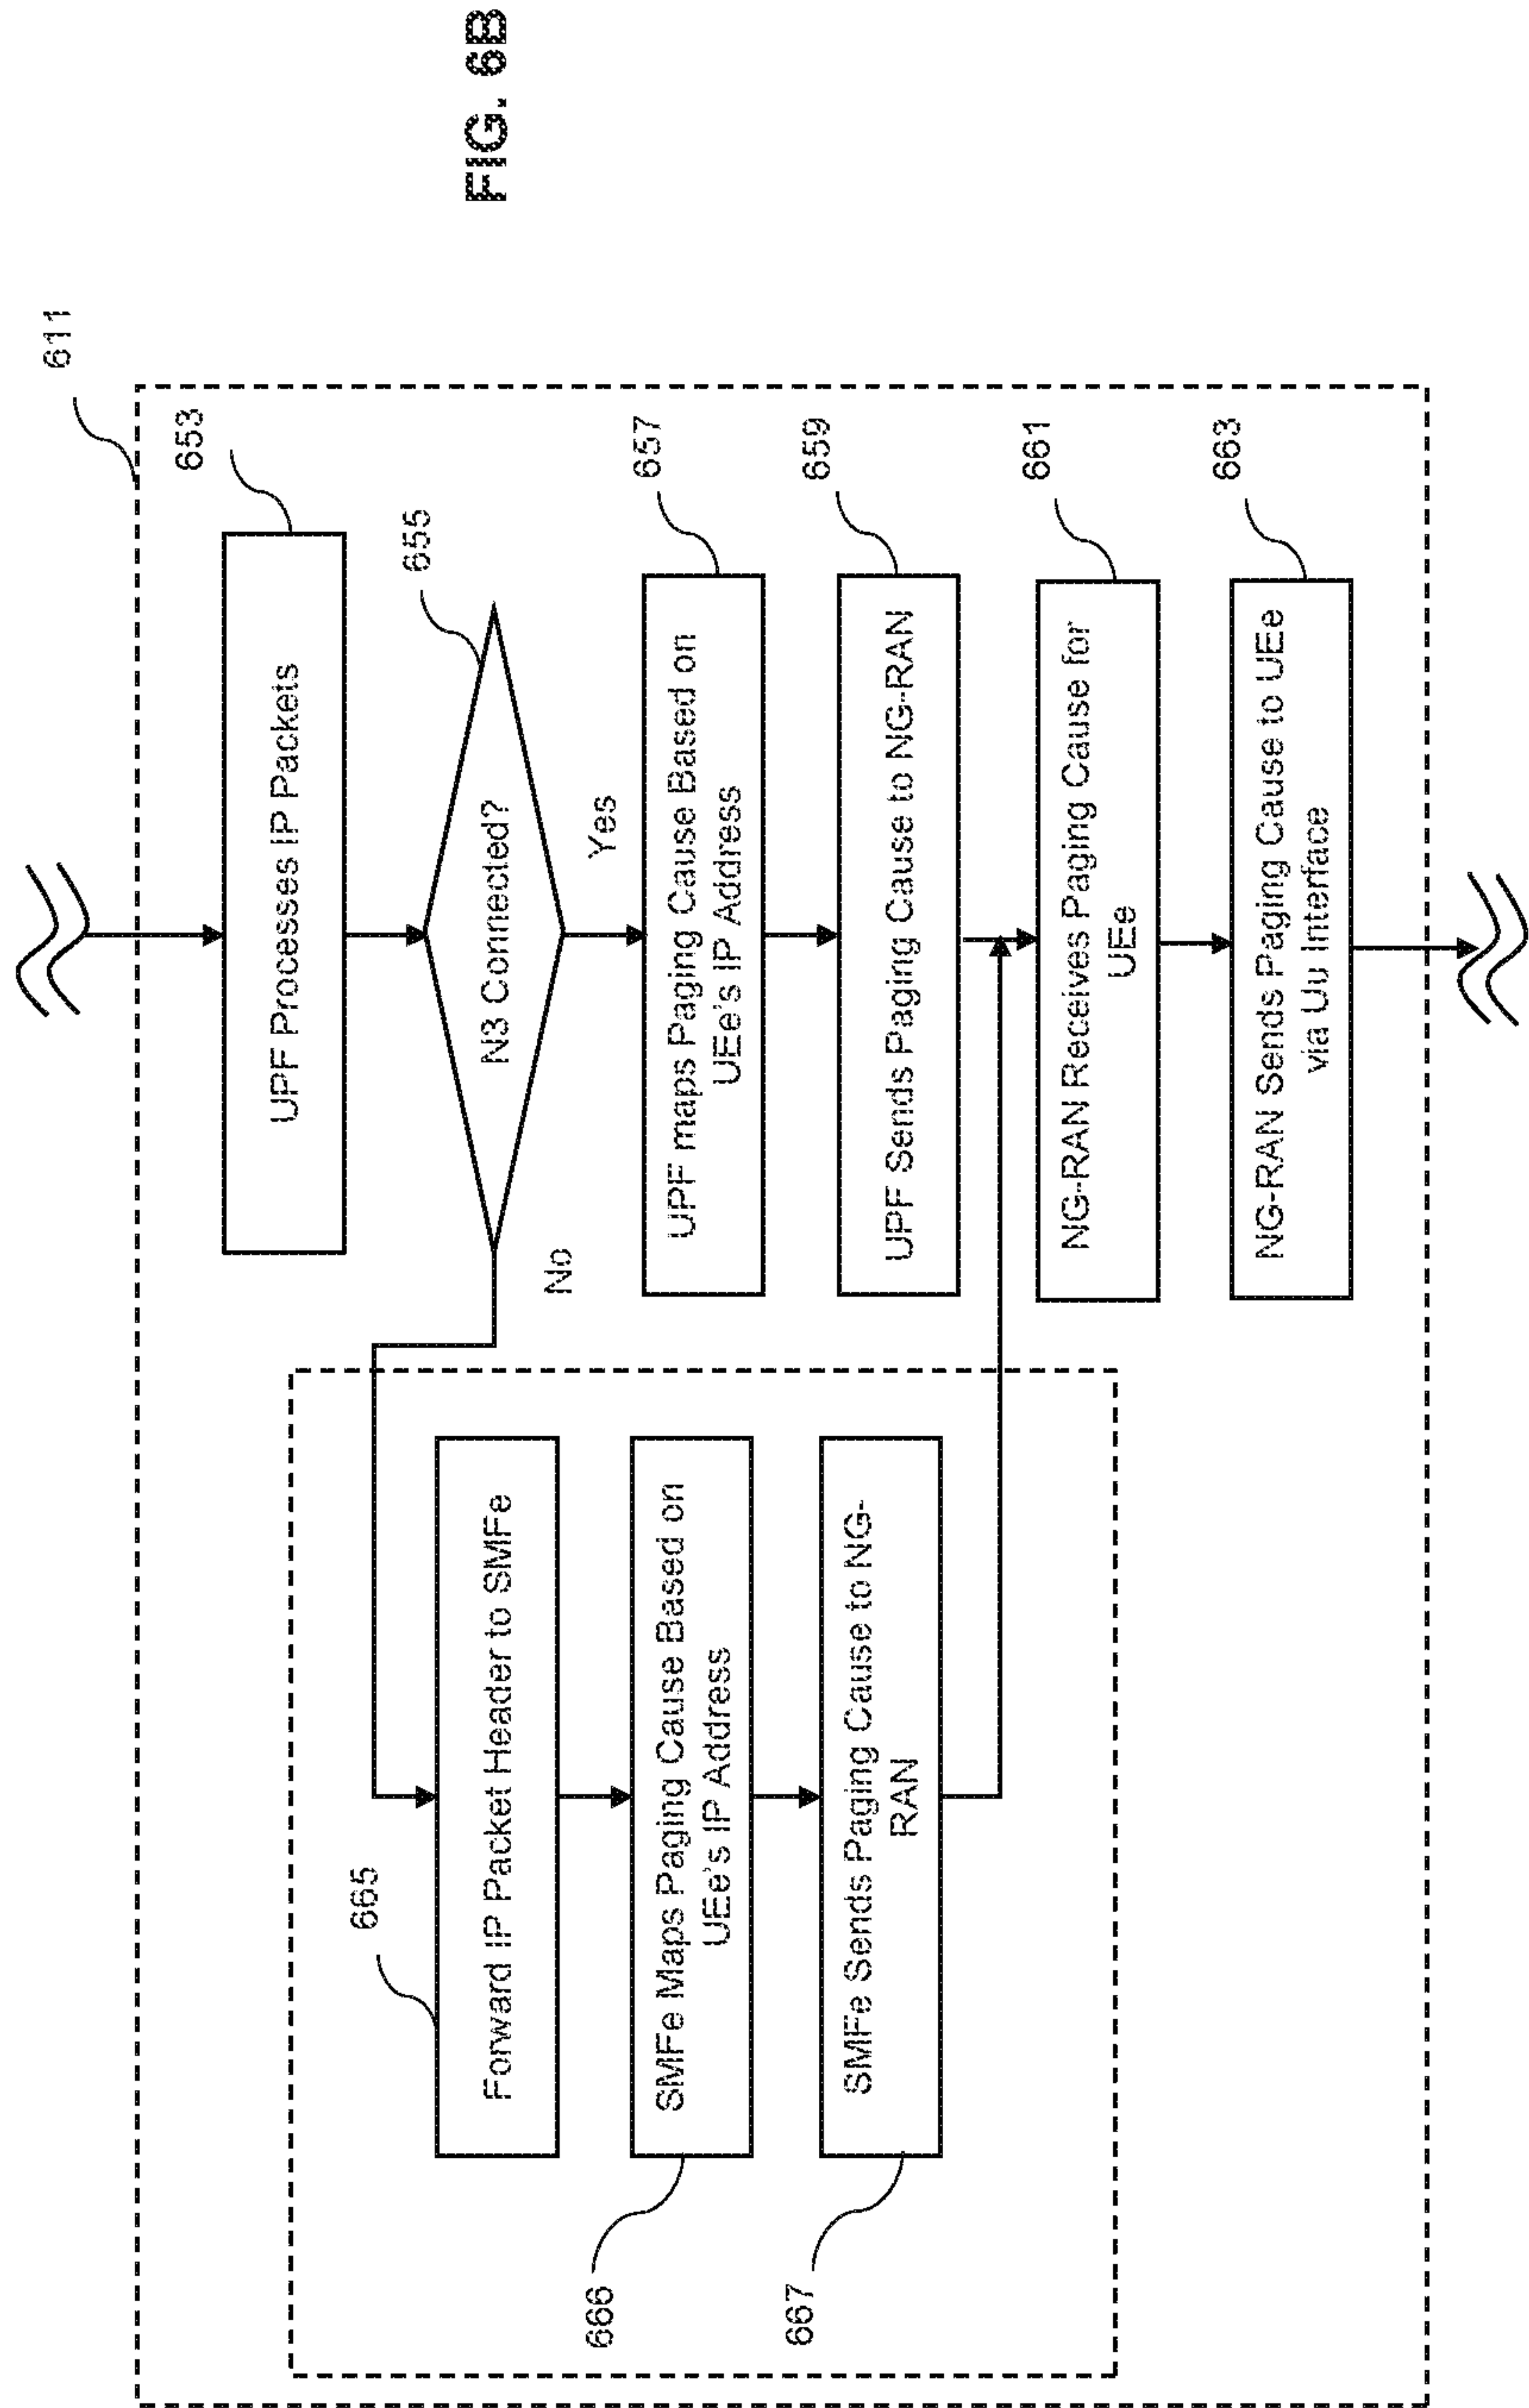 611
653
UPF Processes IP Packets
655
N3 Connected?
No
Yes
657
UPF maps Paging Cause Based on
UEe's IP Address
659
UPF Sends Paging Cause to NG-RAN
661
NG-RAN Receives Paging Cause for
UEe
663
NG-RAN Sends Paging Cause to UEe
via Uu Interface
665
Forward IP Packet Header to SMFe
666
SMFe Maps Paging Cause Based on
UEe's IP Address
667
SMFe Sends Paging Cause to NG-
RAN
FIG. 6B